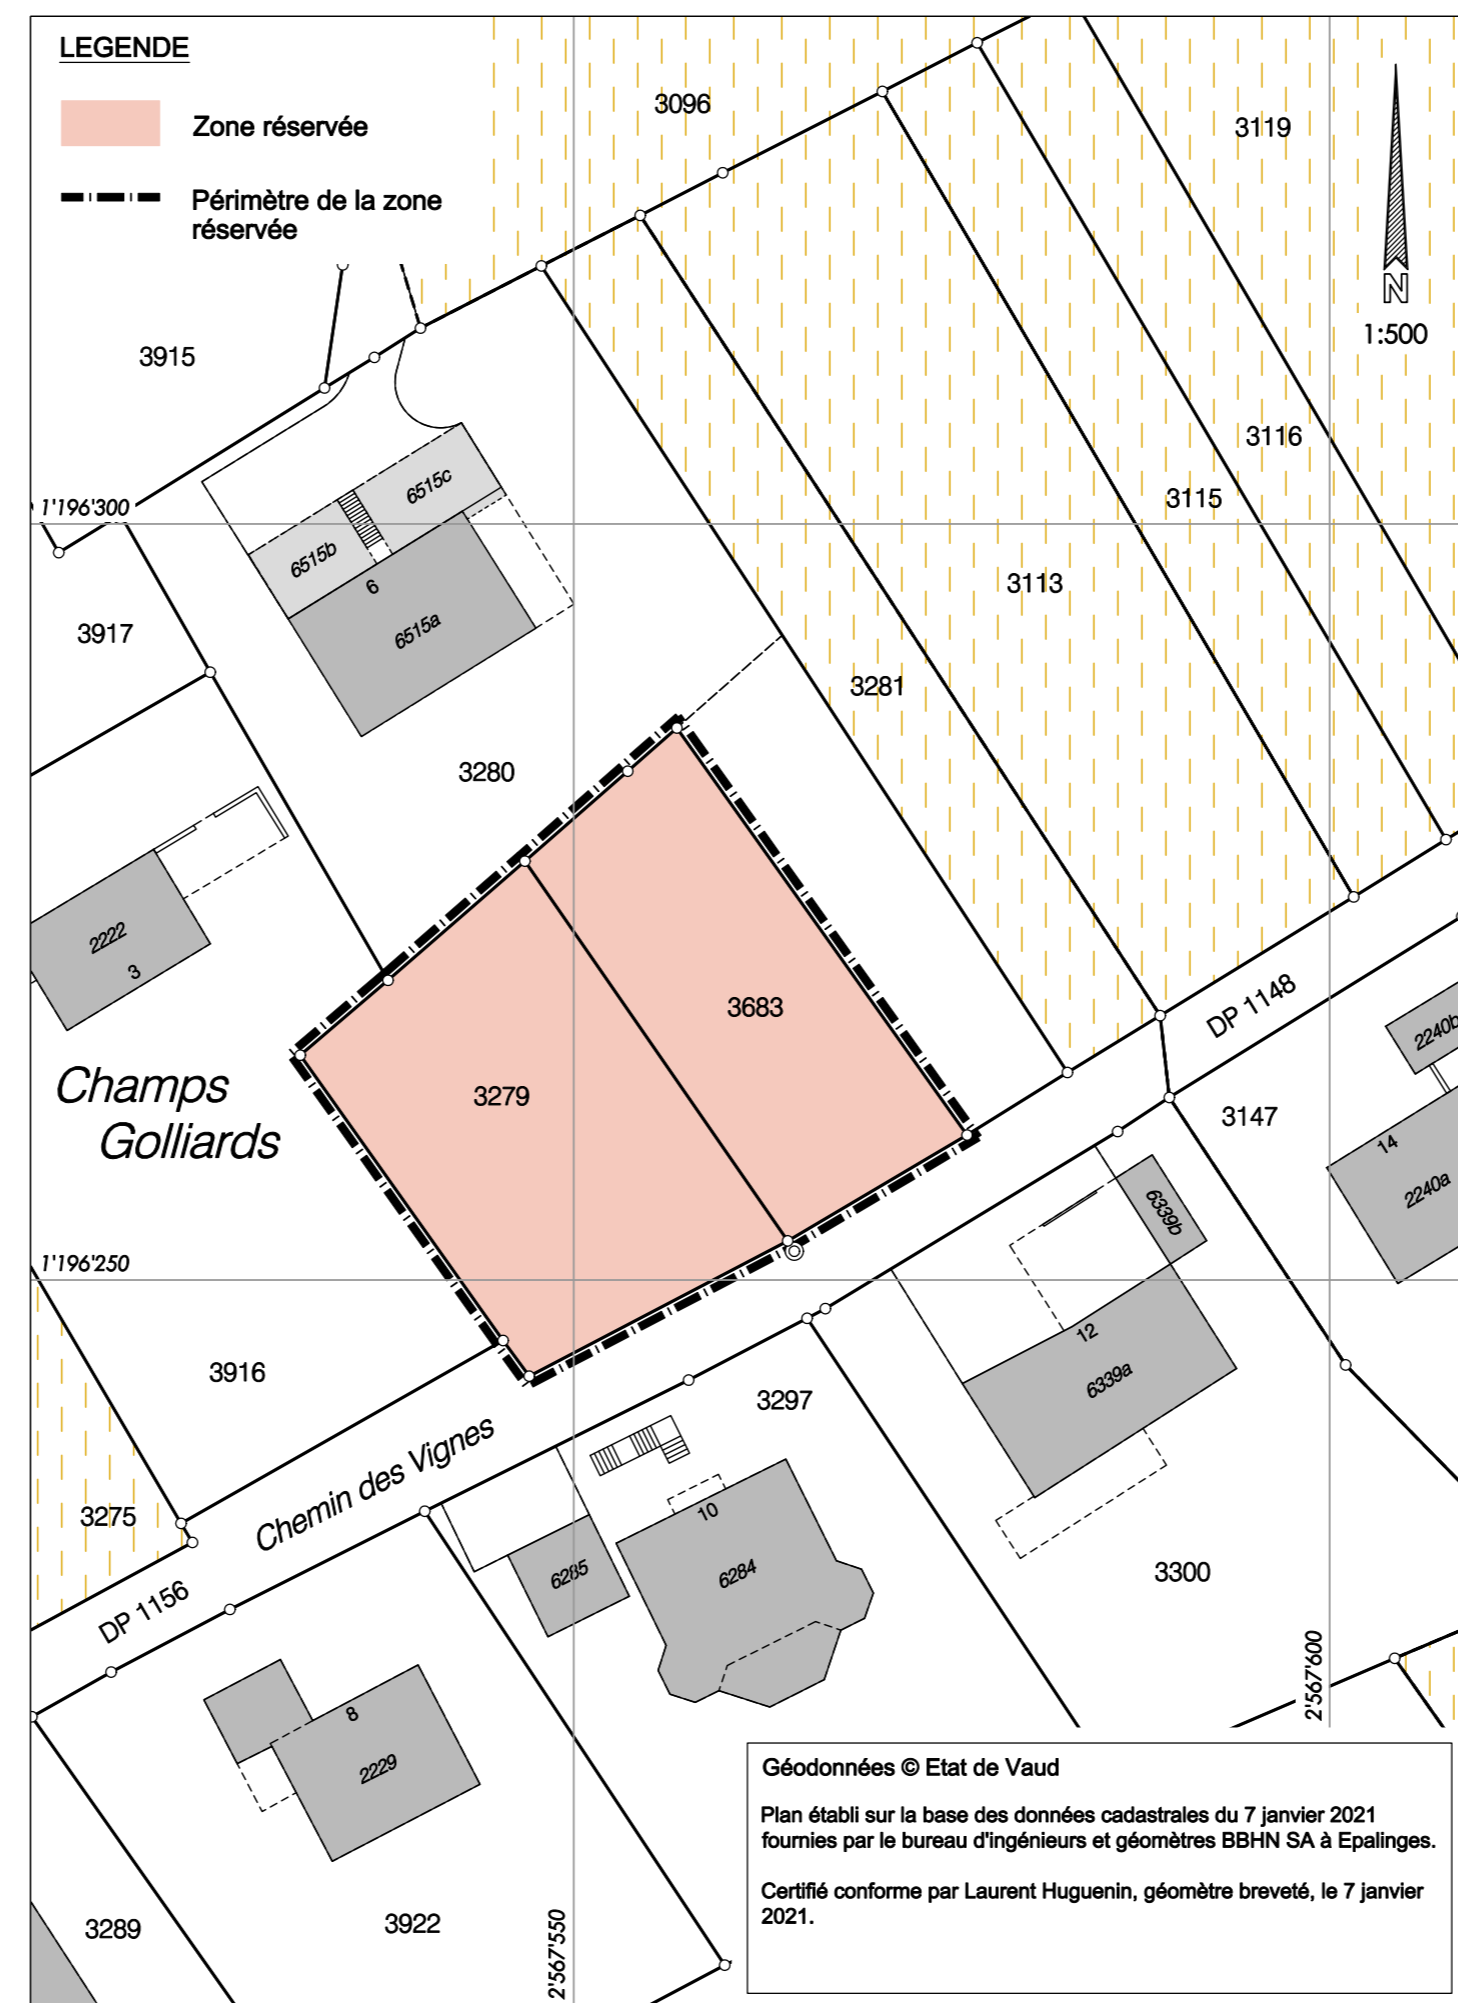 LEGENDE
Zone réservée
Périmètre de la zone
réservée
3096
3119
N
1:500
3915
3116
3115
1'196'300
6515c
6515b
6
6515a
3113
3917
3281
3280
2222
3
3683
DP 1148
2240b
Champs
Golliards
3279
3147
14
2240a
6339b
1'196'250
12
6339a
3916
3297
Chemin des Vignes
3275
10
6285
6284
3300
DP 1156
2'567'600
8
2229
Géodonnées © Etat de Vaud
Plan établi sur la base des données cadastrales du 7 janvier 2021
fournies par le bureau d'ingénieurs et géomètres BBHN SA à Epalinges.
Certifié conforme par Laurent Huguenin, géomètre breveté, le 7 janvier
2021.
3289
3922
2'567'550